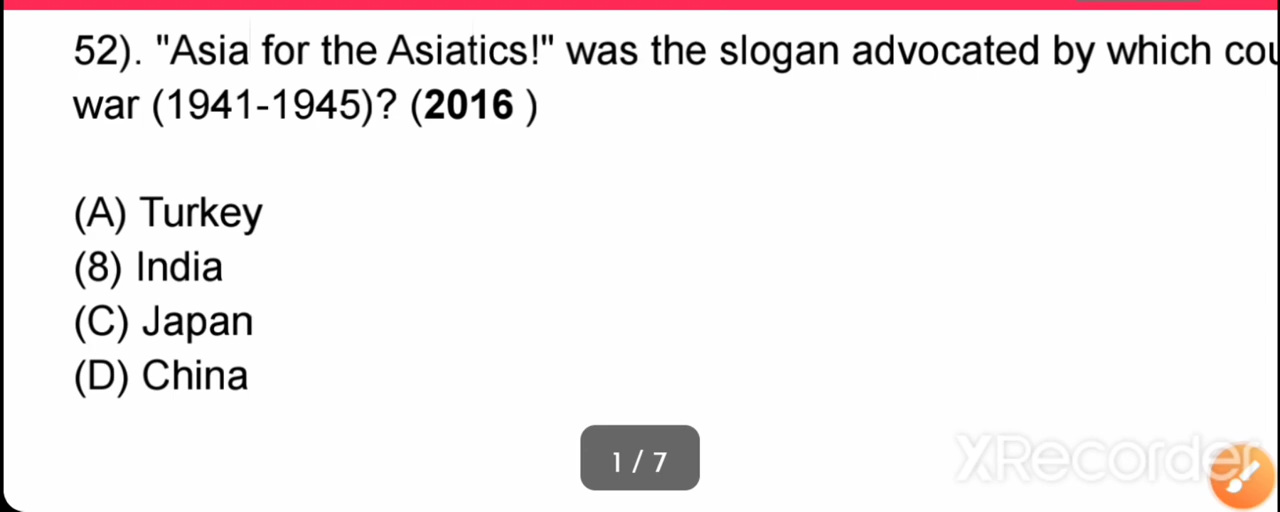 52). "Asia for the Asiatics!" was the slogan advocated by which
war (1941-1945)? (2016 )
(A) Turkey
(8) India
(C) Japan
(D) China
1 / 7
XRecorder